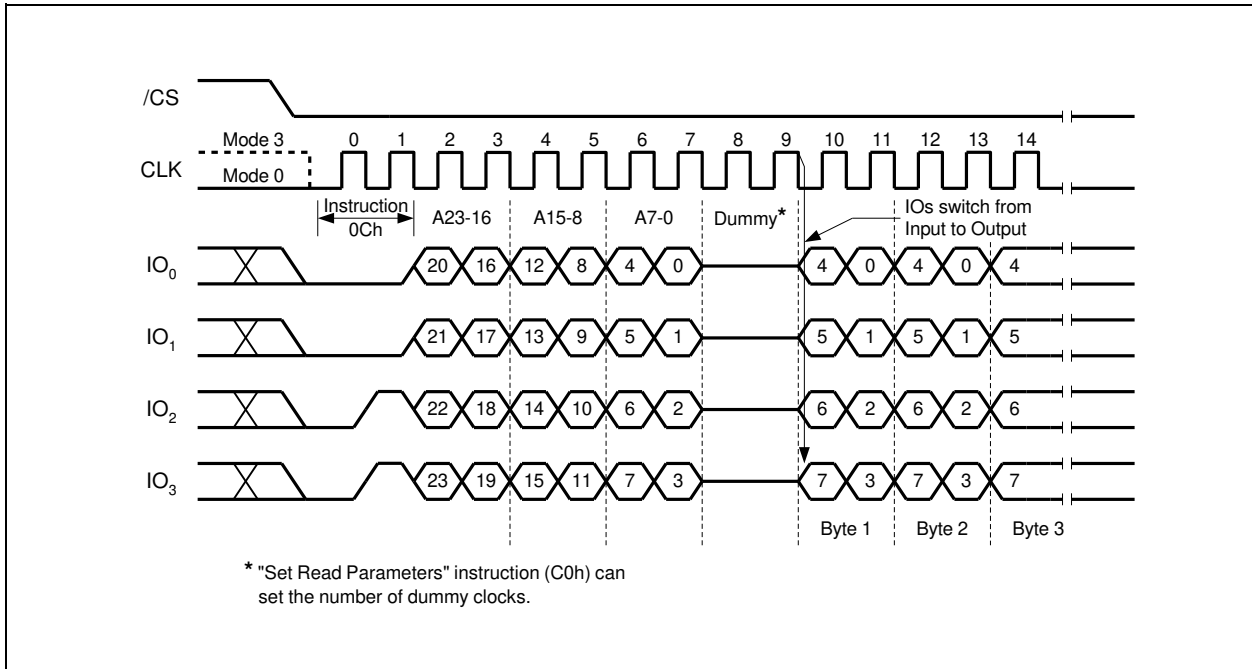 /CS
Mode 3
0 1 2 3 4 5 6 7 8 9 10 11 12 13 14
CLK
Mode 0
Instruction
0Ch
A23-16 A15-8 A7-0 Dummy*
IOs switch from
Input to Output
IO0 20 16 12 8 4 0 4 0 4 0 4
IO1 21 17 13 9 5 1 5 1 5 1 5
IO2 22 18 14 10 6 2 6 2 6 2 6
IO3 23 19 15 11 7 3 7 3 7 3 7
Byte 1 Byte 2 Byte 3
* "Set Read Parameters" instruction (C0h) can
set the number of dummy clocks.